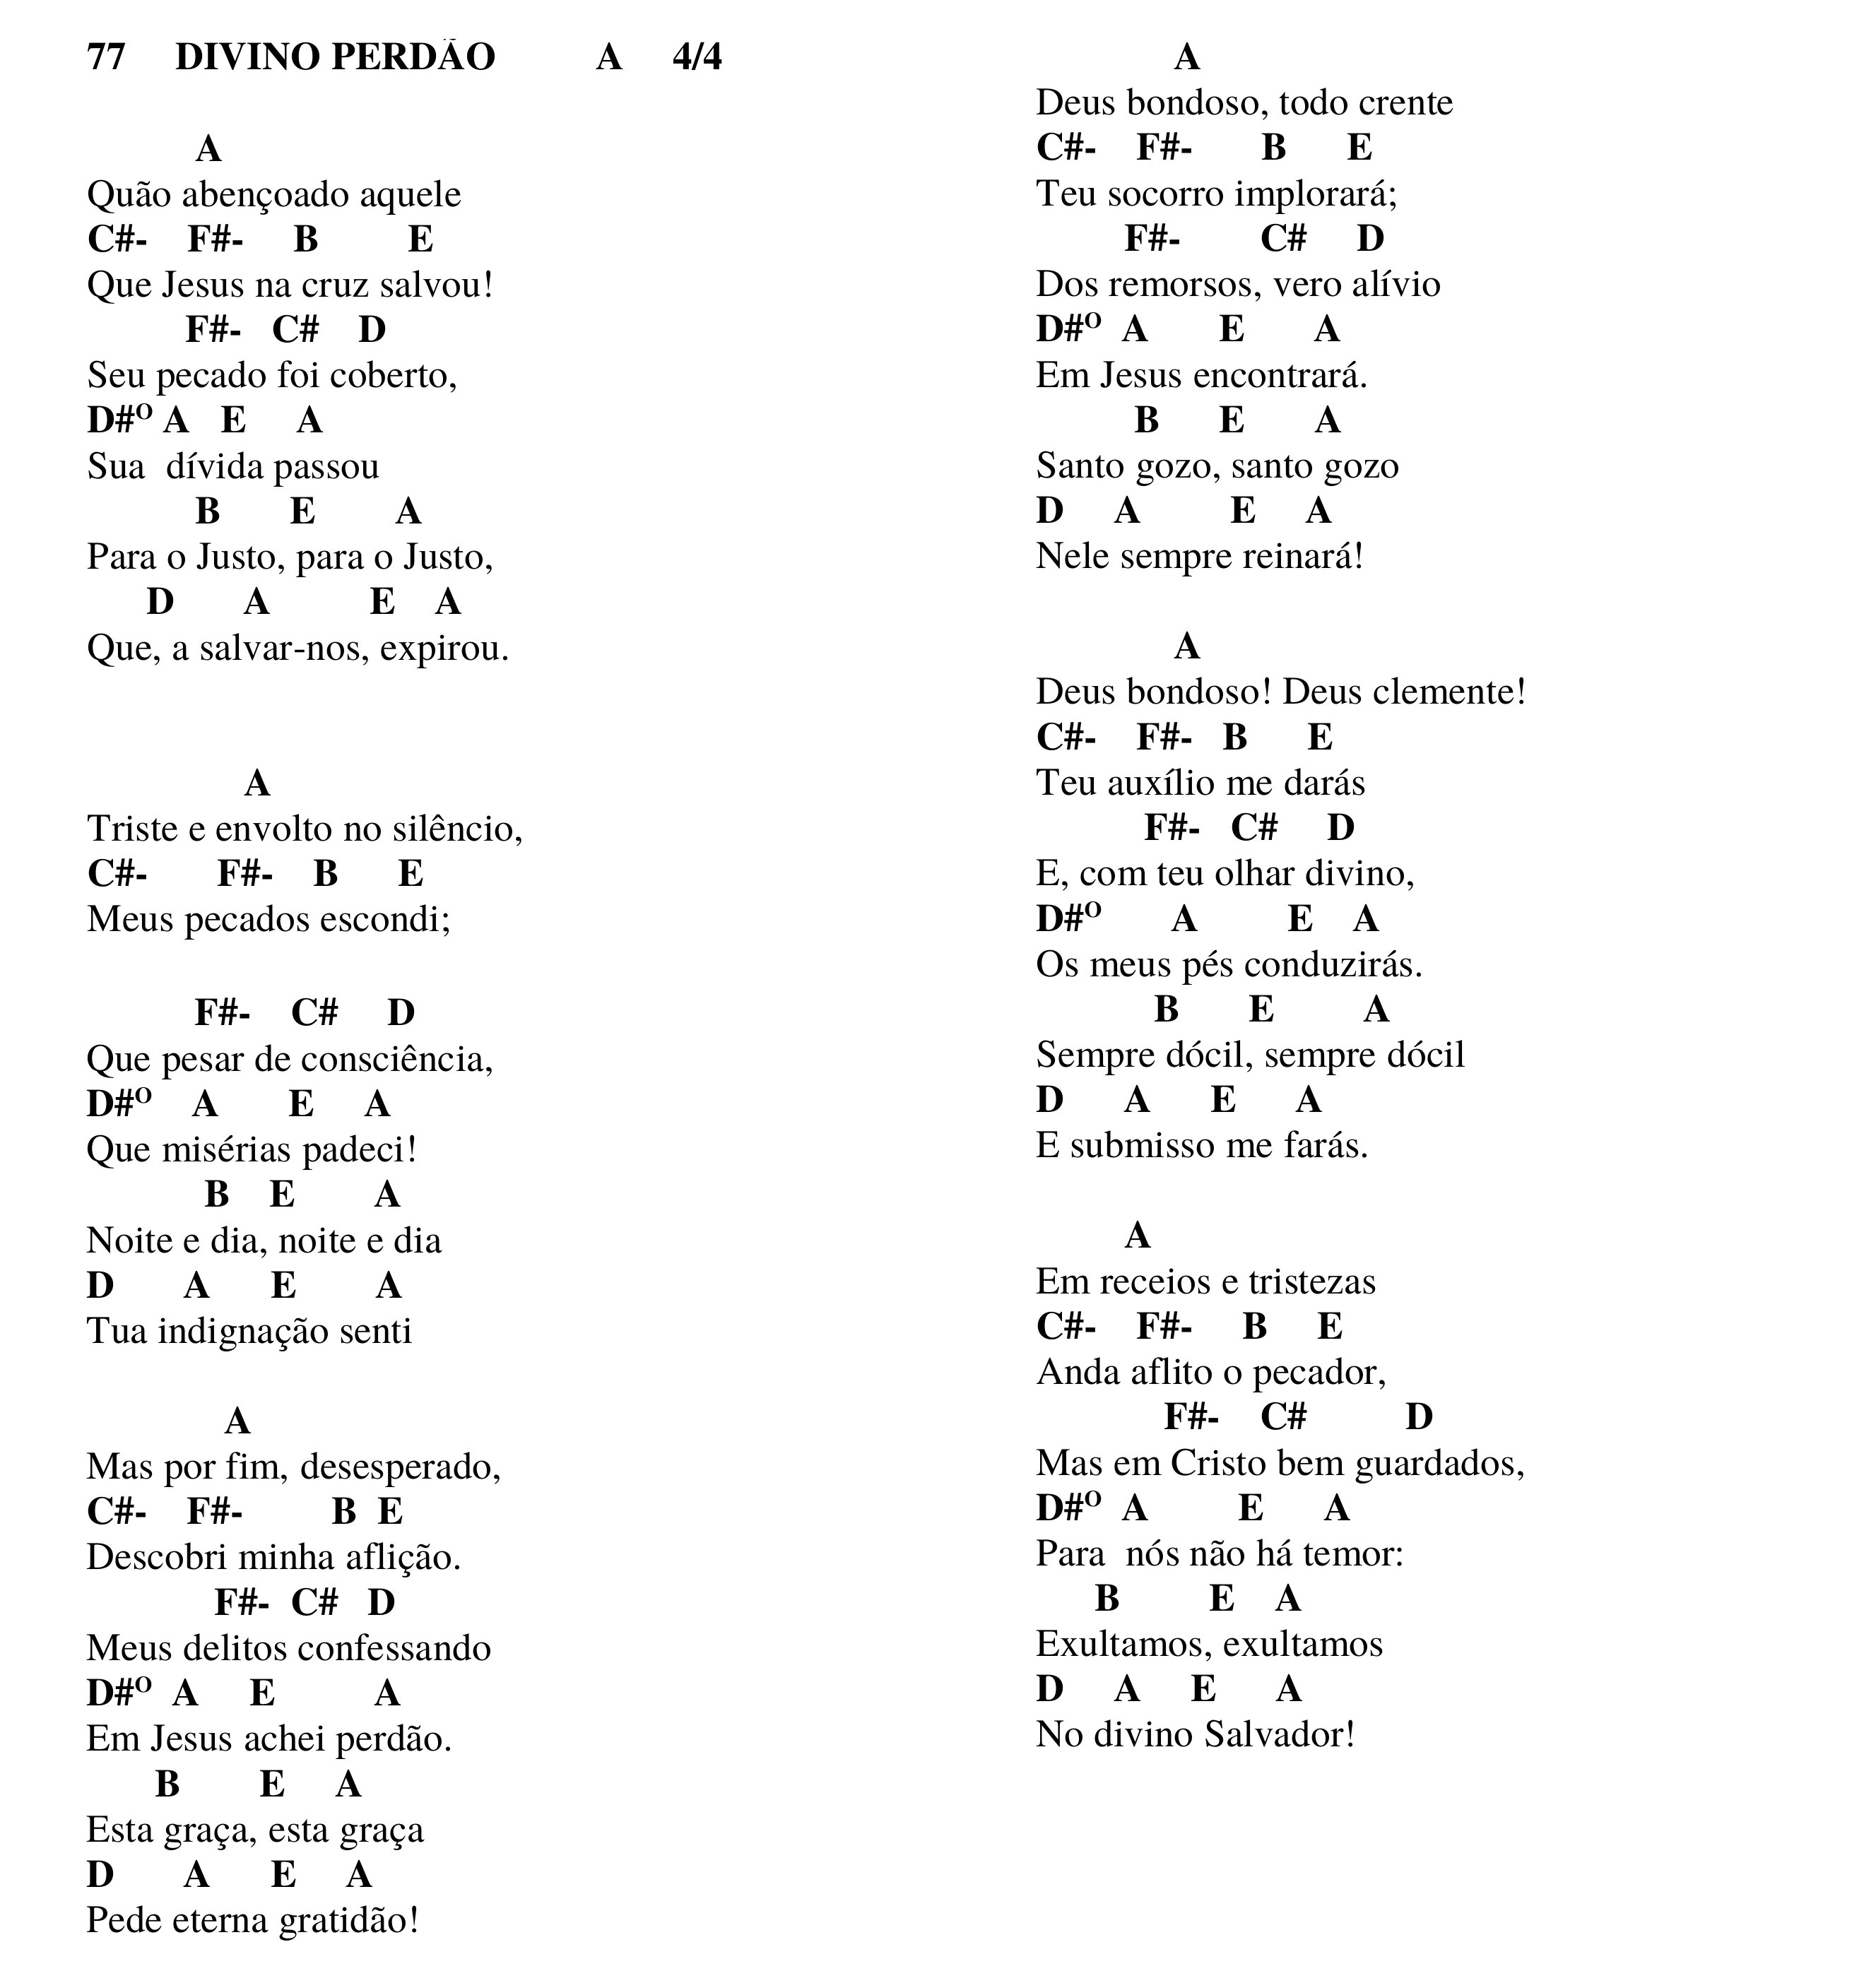 77 DIVINO PERDÃO A 4/4
A
Quão abençoado aquele
C#- F#- B E
Que Jesus na cruz salvou!
F#- C# D
Seu pecado foi coberto,
D#º A E A
Sua dívida passou
B E A
Para o Justo, para o Justo,
D A E A
Que, a salvar-nos, expirou.
A
Triste e envolto no silêncio,
C#- F#- B E
Meus pecados escondi;
F#- C# D
Que pesar de consciência,
D#º A E A
Que misérias padeci!
B E A
Noite e dia, noite e dia
D A E A
Tua indignação senti
A
Mas por fim, desesperado,
C#- F#- B E
Descobri minha aflição.
F#- C# D
Meus delitos confessando
D#º A E A
Em Jesus achei perdão.
B E A
Esta graça, esta graça
D A E A
Pede eterna gratidão!
A
Deus bondoso, todo crente
C#- F#- B E
Teu socorro implorará;
F#- C# D
Dos remorsos, vero alívio
D#º A E A
Em Jesus encontrará.
B E A
Santo gozo, santo gozo
D A E A
Nele sempre reinará!
A
Deus bondoso! Deus clemente!
C#- F#- B E
Teu auxílio me darás
F#- C# D
E, com teu olhar divino,
D#º A E A
Os meus pés conduzirás.
B E A
Sempre dócil, sempre dócil
D A E A
E submisso me farás.
A
Em receios e tristezas
C#- F#- B E
Anda aflito o pecador,
F#- C# D
Mas em Cristo bem guardados,
D#º A E A
Para nós não há temor:
B E A
Exultamos, exultamos
D A E A
No divino Salvador!